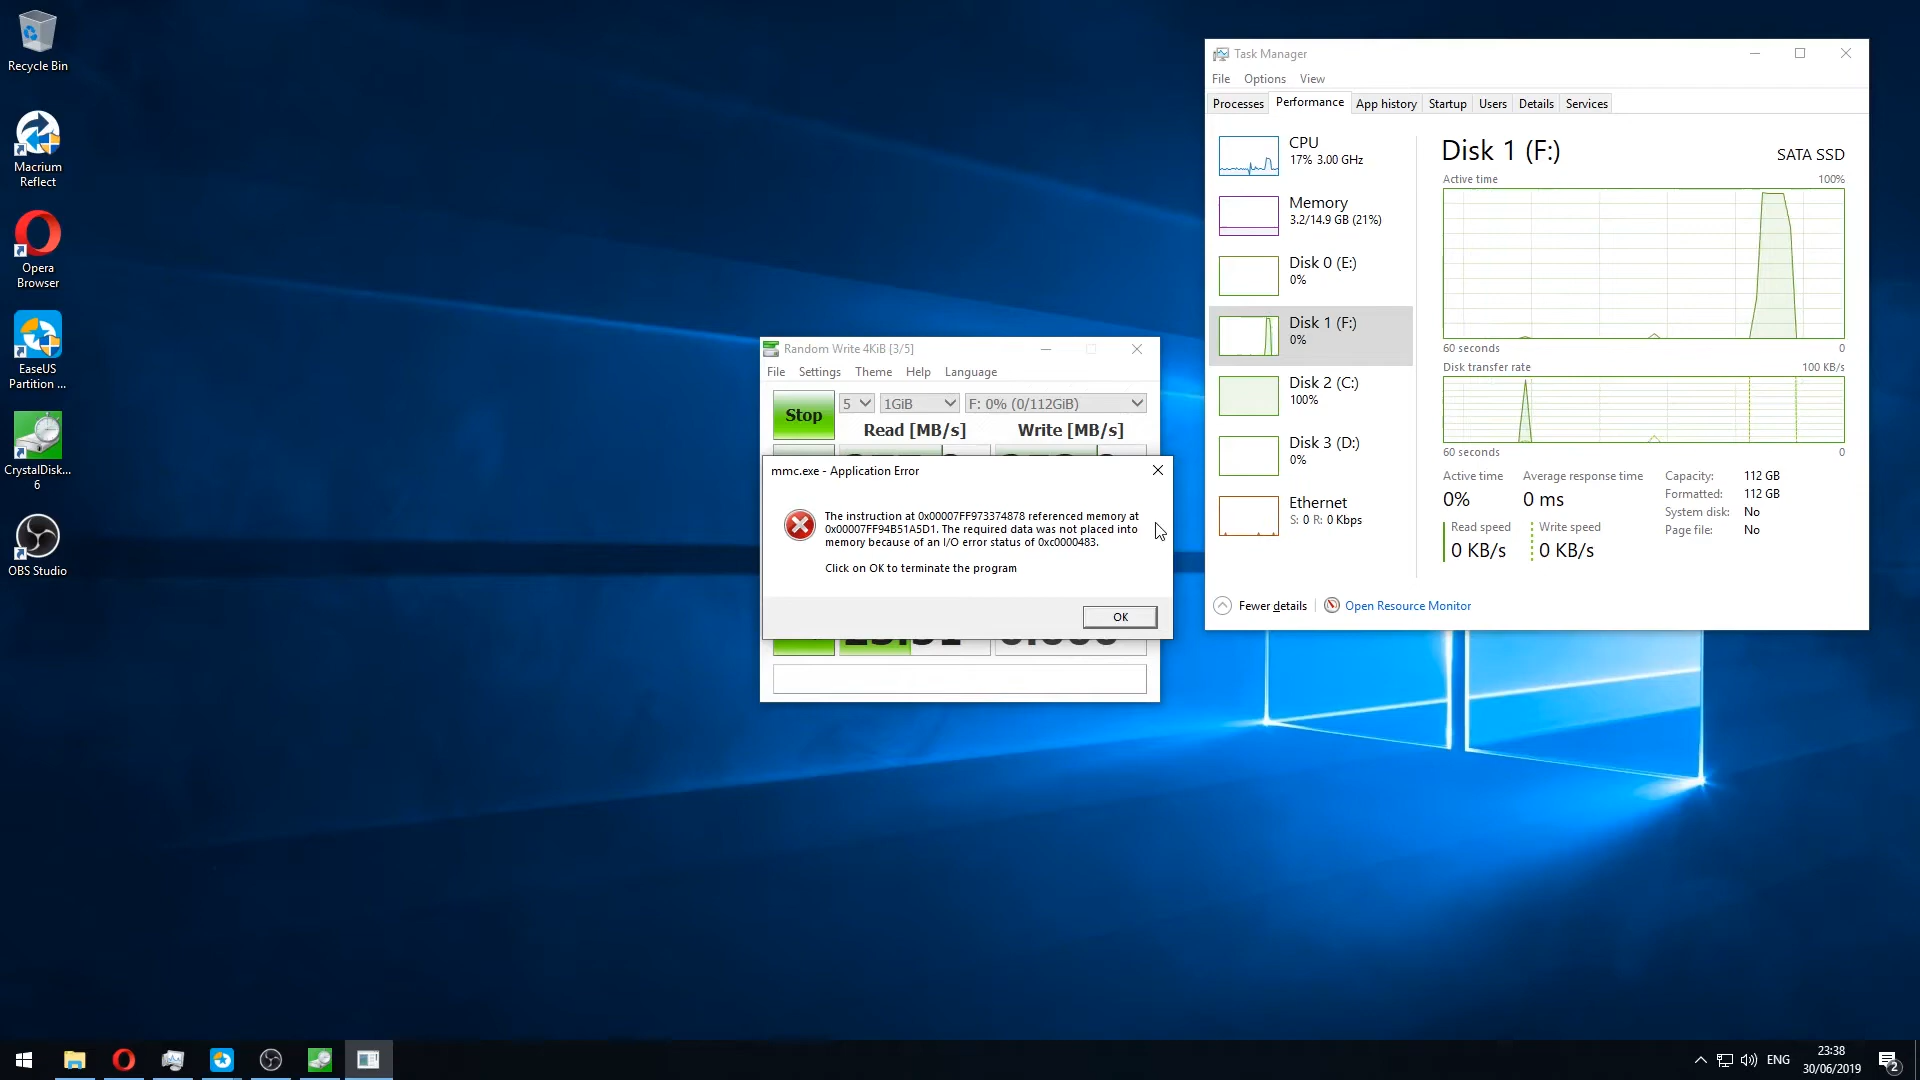 Recycle Bin
Macrium
Reflect
Opera
Browser
EaseUS
Partition ...
CrystalDisk...
6
OBS Studio
Random Write 4KiB [3/5]
File Settings Theme Help Language
Stop
5 1GiB F: 0% (0/112GiB)
Read [MB/s] Write [MB/s]
mmc.exe - Application Error
The instruction at 0x00007FF973374878 referenced memory at
0x00007FF94B51A5D1. The required data was not placed into
memory because of an I/O error status of 0xc0000483.
Click on OK to terminate the program
OK
Task Manager
File Options View
Processes Performance App history Startup Users Details Services
CPU
17% 3.00 GHz
Memory
3.2/14.9 GB (21%)
Disk 0 (E:)
0%
Disk 1 (F:)
0%
Disk 2 (C:)
100%
Disk 3 (D:)
0%
Ethernet
S: 0 R: 0 Kbps
Disk 1 (F:) SATA SSD
Active time 100%
60 seconds 0
Disk transfer rate 100 KB/s
60 seconds 0
Active time Average response time
0% 0 ms
Read speed Write speed
0 KB/s 0 KB/s
Capacity: 112 GB
Formatted: 112 GB
System disk: No
Page file: No
Fewer details Open Resource Monitor
ENG
23:38
30/06/2019
2